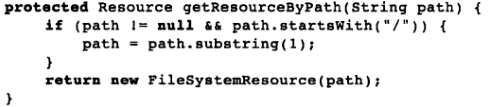 protected Resource getResourceByPath(String path) {
    if (path != null && path.startsWith("/")) {
        path = path.substring(1);
    }
    return new FileSystemResource(path);
}